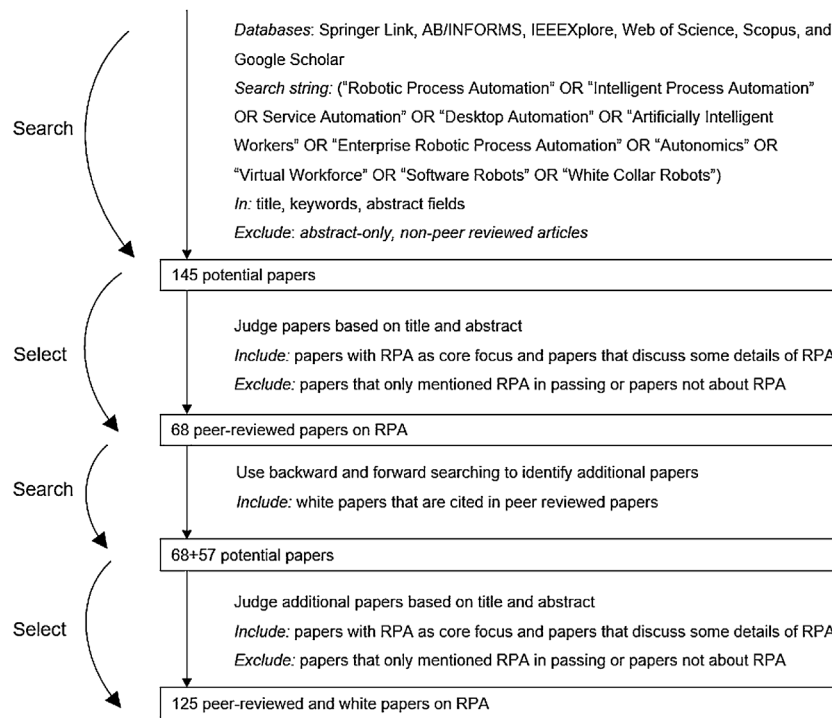 Databases: Springer Link, AB/INFORMS, IEEEXplore, Web of Science, Scopus, and
Google Scholar
Search string: (“Robotic Process Automation” OR “Intelligent Process Automation”
OR Service Automation” OR “Desktop Automation” OR “Artificially Intelligent
Search
Workers” OR “Enterprise Robotic Process Automation” OR “Autonomics” OR
“Virtual Workforce” OR “Software Robots” OR “White Collar Robots”)
In: title, keywords, abstract fields
Exclude: abstract-only, non-peer reviewed articles
145 potential papers
Judge papers based on title and abstract
Select
Include: papers with RPA as core focus and papers that discuss some details of RPA
Exclude: papers that only mentioned RPA in passing or papers not about RPA
68 peer-reviewed papers on RPA
Use backward and forward searching to identify additional papers
Search
Include: white papers that are cited in peer reviewed papers
68+57 potential papers
Judge additional papers based on title and abstract
Select
Include: papers with RPA as core focus and papers that discuss some details of RPA
Exclude: papers that only mentioned RPA in passing or papers not about RPA
125 peer-reviewed and white papers on RPA